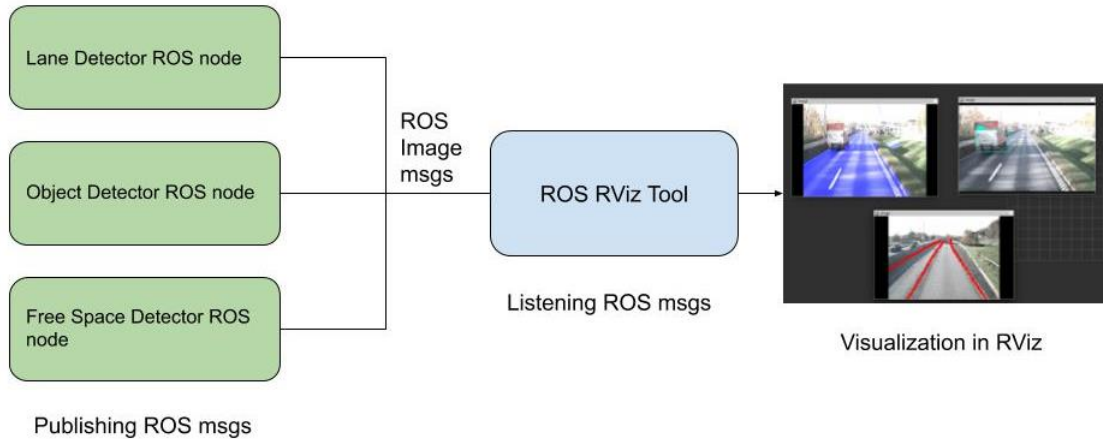 Lane Detector ROS node
Object Detector ROS node
Free Space Detector ROS
node
Publishing ROS msgs
ROS
Image
msgs
ROS RViz Tool
Listening ROS msgs
Visualization in RViz